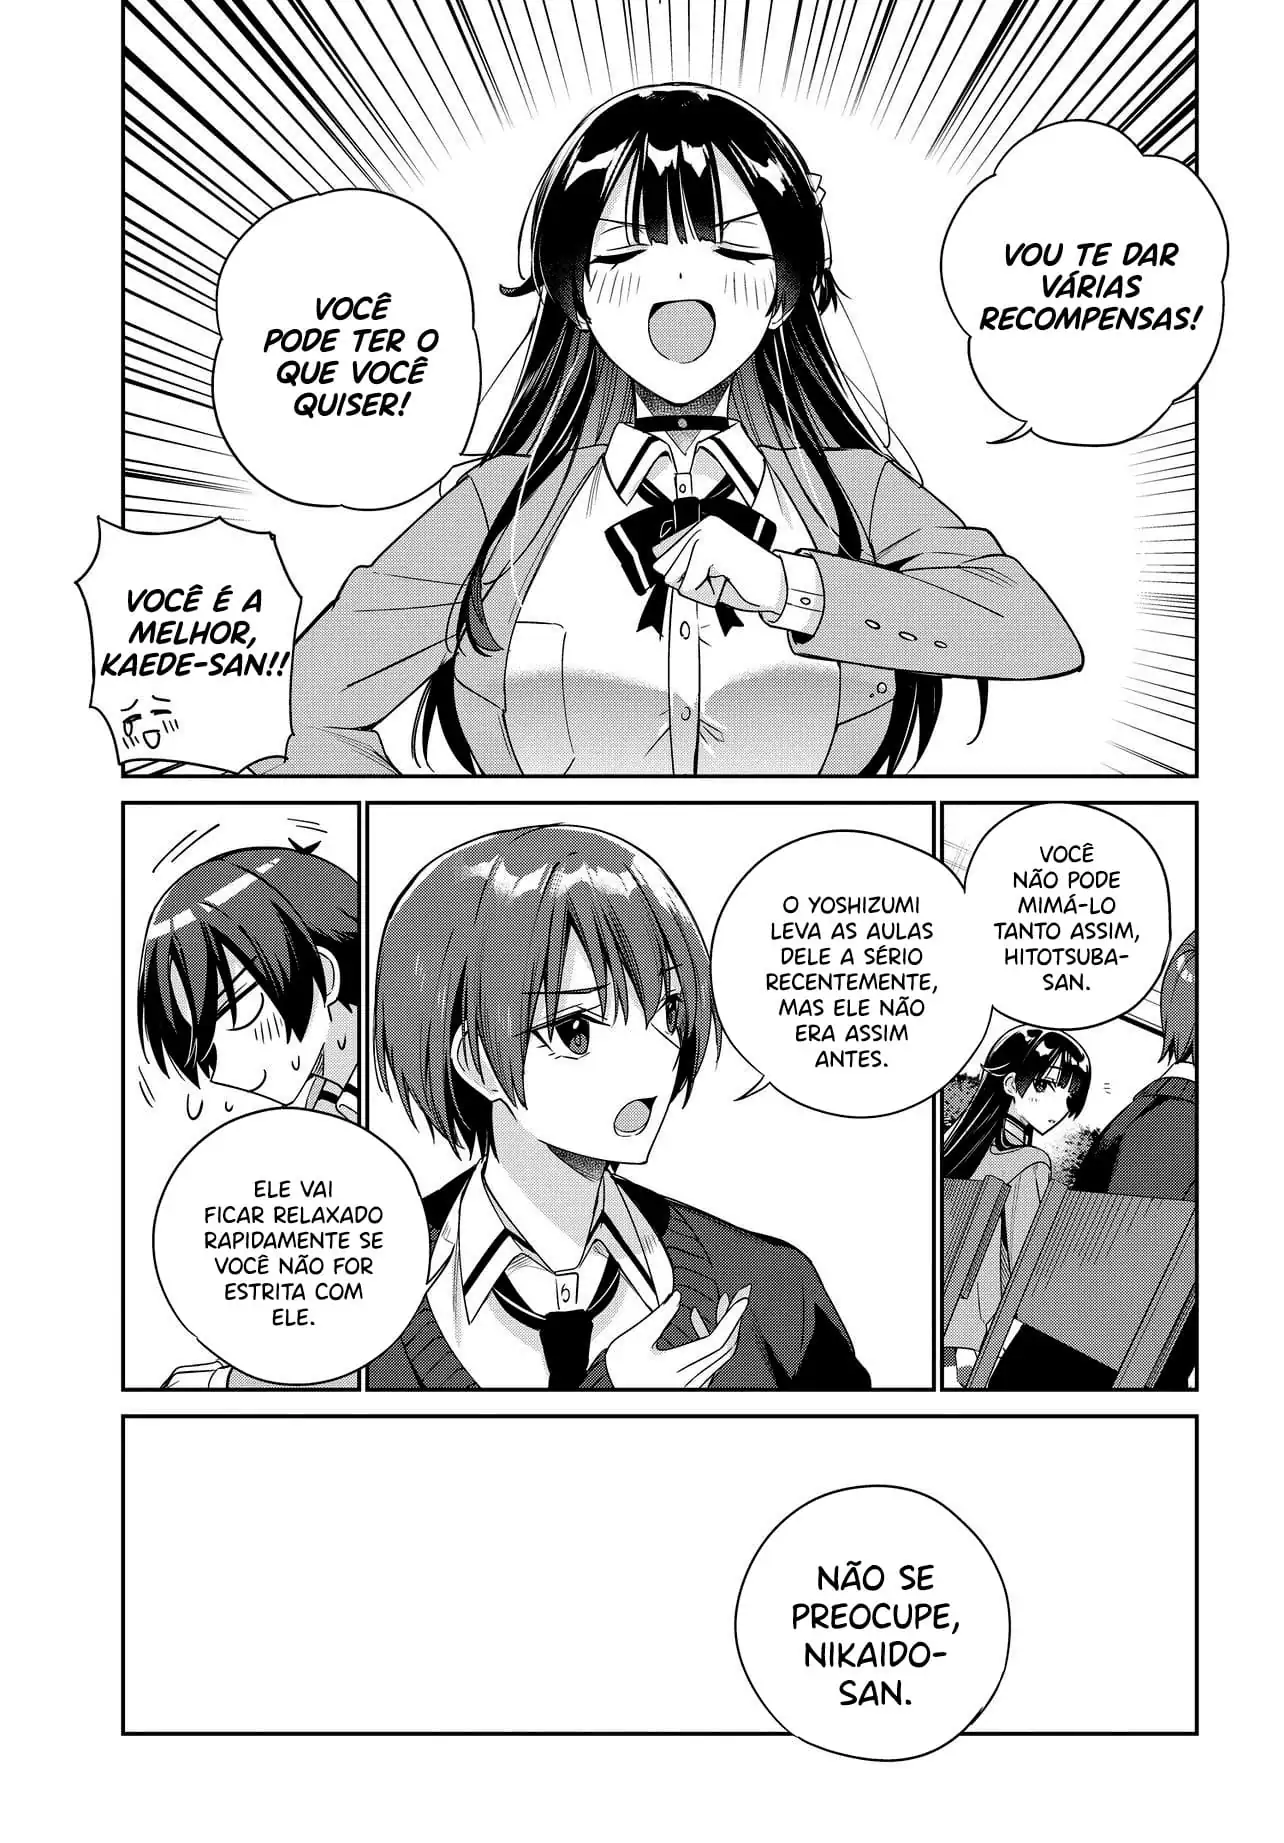 VOU TE DAR
VÁRIAS
RECOMPENSAS!
VOCÊ
PODE TER O
QUE VOCÊ
QUISER!
VOCÊ É A
MELHOR,
KAEDE-SAN!!
VOCÊ
NÃO PODE
MIMÁ-LO
TANTO ASSIM,
HITOTSUBA-
SAN.
O YOSHIZUMI
LEVA AS AULAS
DELE A SÉRIO
RECENTEMENTE,
MAS ELE NÃO
ERA ASSIM
ANTES.
ELE VAI
FICAR RELAXADO
RAPIDAMENTE SE
VOCÊ NÃO FOR
ESTRITA COM
ELE.
NÃO SE
PREOCUPE,
NIKAIDO-
SAN.